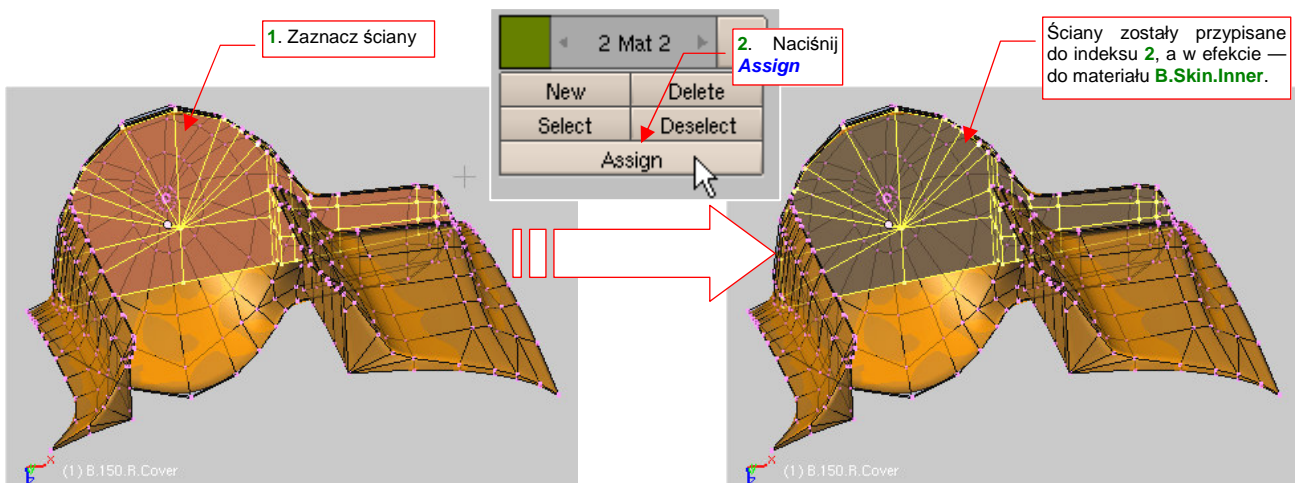 1. Zaznacz ściany
2 Mat 2
2. Naciśnij
Assign
New Delete
Select Deselect
Assign
Ściany zostały przypisane
do indeksu 2, a w efekcie —
do materiału B.Skin.Inner.
x
(1) B.150.R.Cover
x
(1) B.150.R.Cover